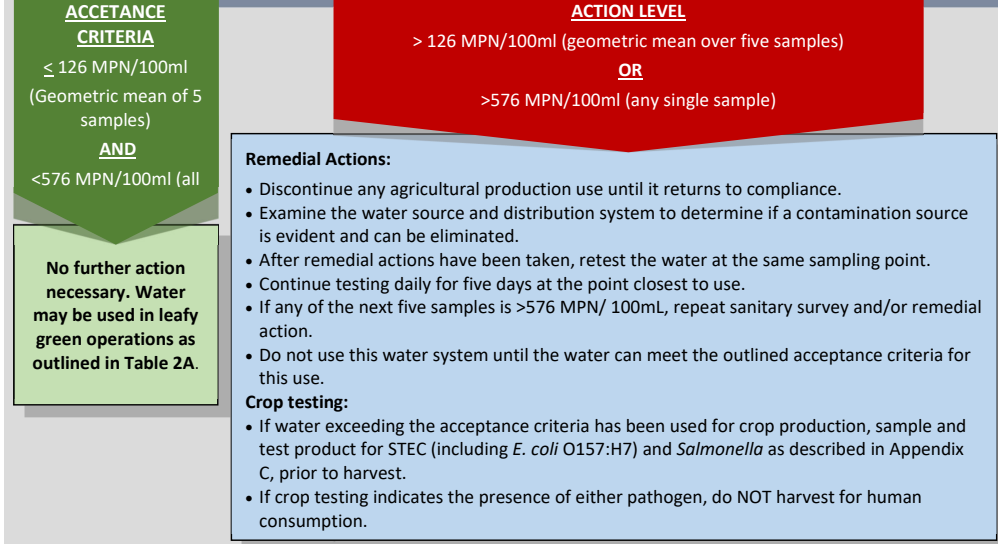 ACCETANCE
CRITERIA
< 126 MPN/100ml
(Geometric mean of 5
samples)
AND
<576 MPN/100ml (all
No further action
necessary. Water
may be used in leafy
green operations as
outlined in Table 2A.
ACTION LEVEL
> 126 MPN/100ml (geometric mean over five samples)
OR
>576 MPN/100ml (any single sample)
Remedial Actions:
• Discontinue any agricultural production use until it returns to compliance.
• Examine the water source and distribution system to determine if a contamination source
is evident and can be eliminated.
• After remedial actions have been taken, retest the water at the same sampling point.
• Continue testing daily for five days at the point closest to use.
• If any of the next five samples is >576 MPN/ 100mL, repeat sanitary survey and/or remedial
action.
• Do not use this water system until the water can meet the outlined acceptance criteria for
this use.
Crop testing:
• If water exceeding the acceptance criteria has been used for crop production, sample and
test product for STEC (including E. coli O157:H7) and Salmonella as described in Appendix
C, prior to harvest.
• If crop testing indicates the presence of either pathogen, do NOT harvest for human
consumption.